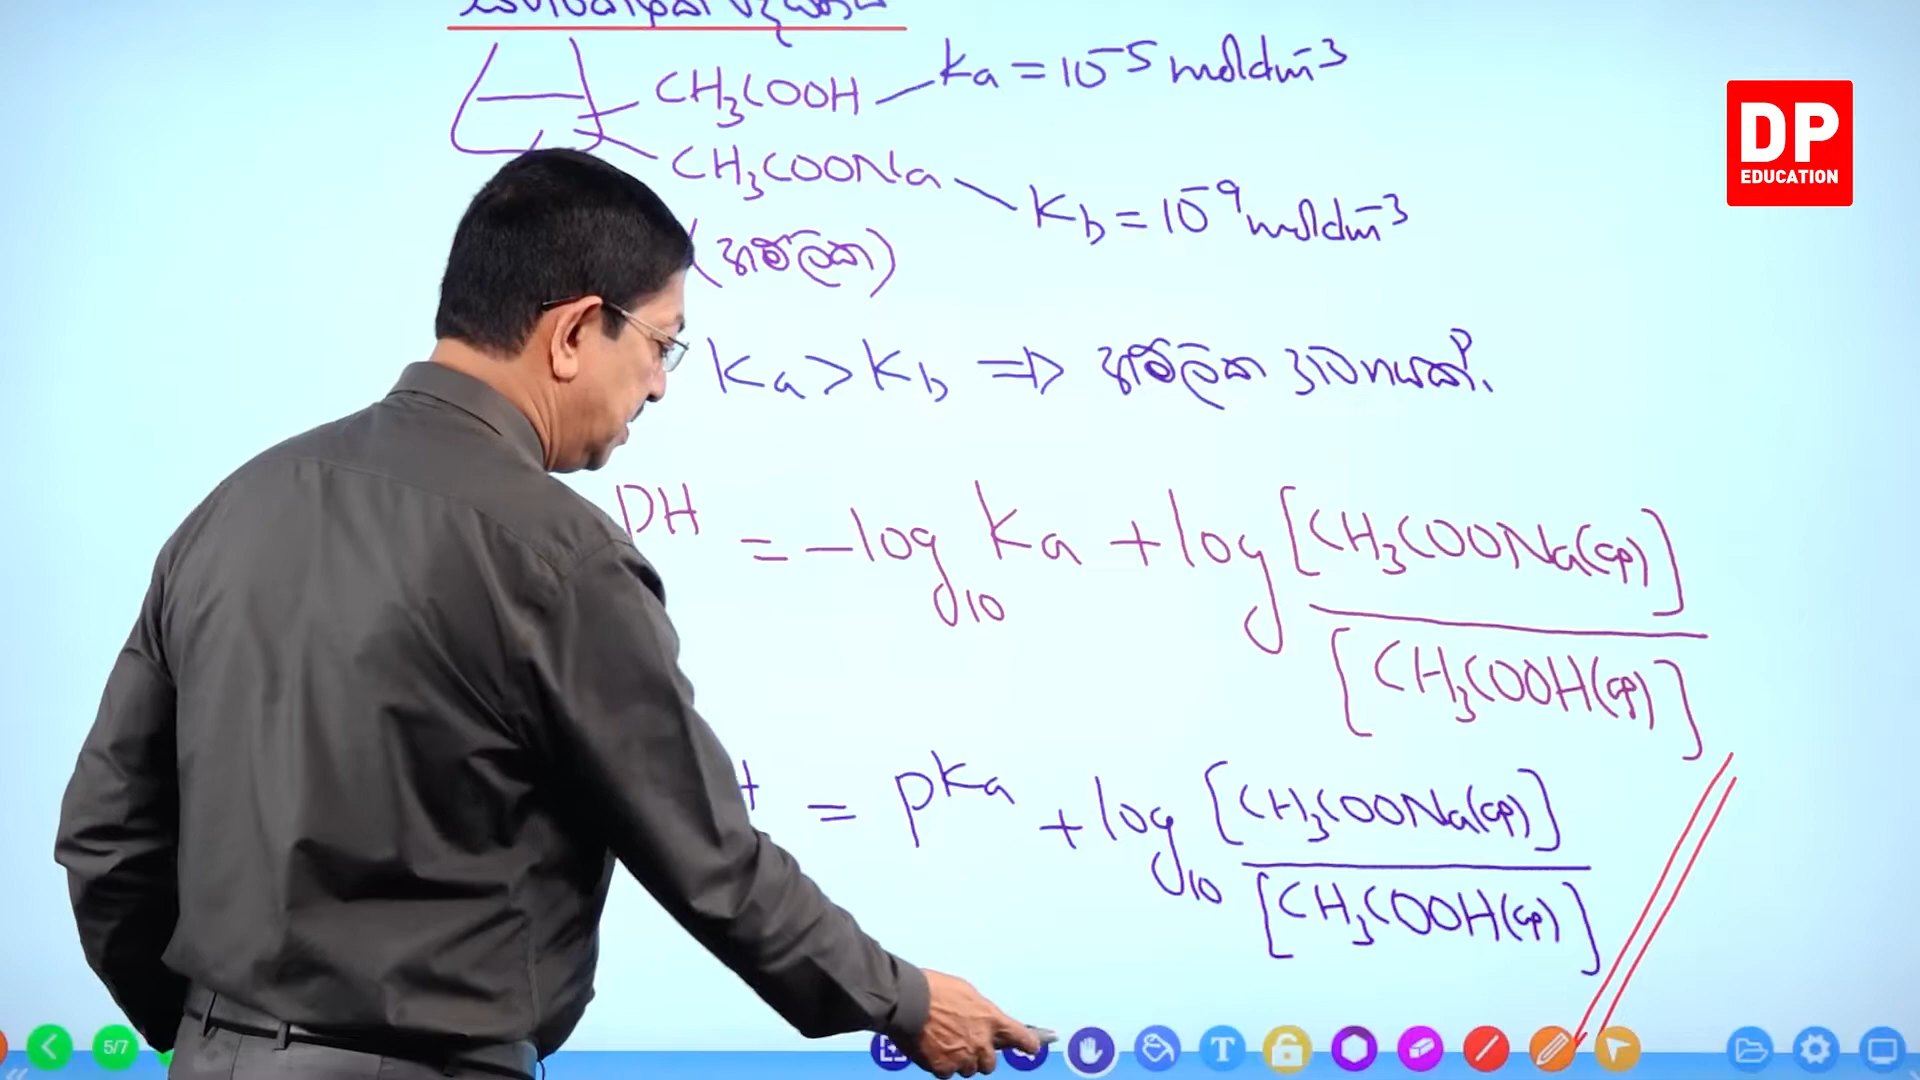 CH₃COOH — Ka = 10⁻⁵ moldm⁻³
DP
EDUCATION
CH₃COONa — Kb = 10⁻⁹ moldm⁻³
(ආම්ලික)
Ka > Kb ⇒ ආම්ලික
PH = -log₁₀ Ka + log [CH₃COONa(aq)]
[CH₃COOH(aq)]
= pKa + log₁₀ [CH₃COONa(aq)]
[CH₃COOH(aq)]
5/7
T